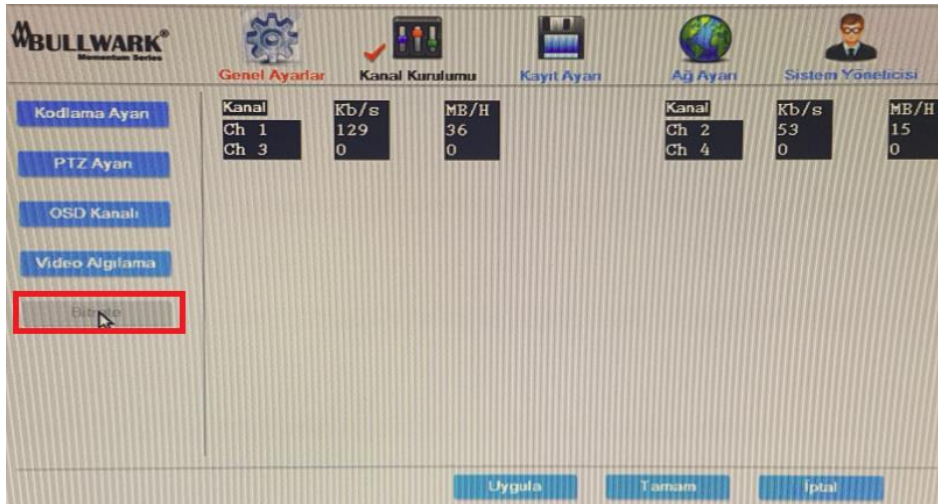 BULLWARK®
Momentum Series
Genel Ayarlar
Kanal Kurulumu
Kayıt Ayarı
Ağ Ayarı
Sistem Yöneticisi
Kodlama Ayarı
PTZ Ayarı
OSD Kanalı
Video Algılama
Kanal Kb/s MB/H Kanal Kb/s MB/H
Ch 1 129 36 Ch 2 53 15
Ch 3 0 0 Ch 4 0 0
Uygula
Tamam
İptal